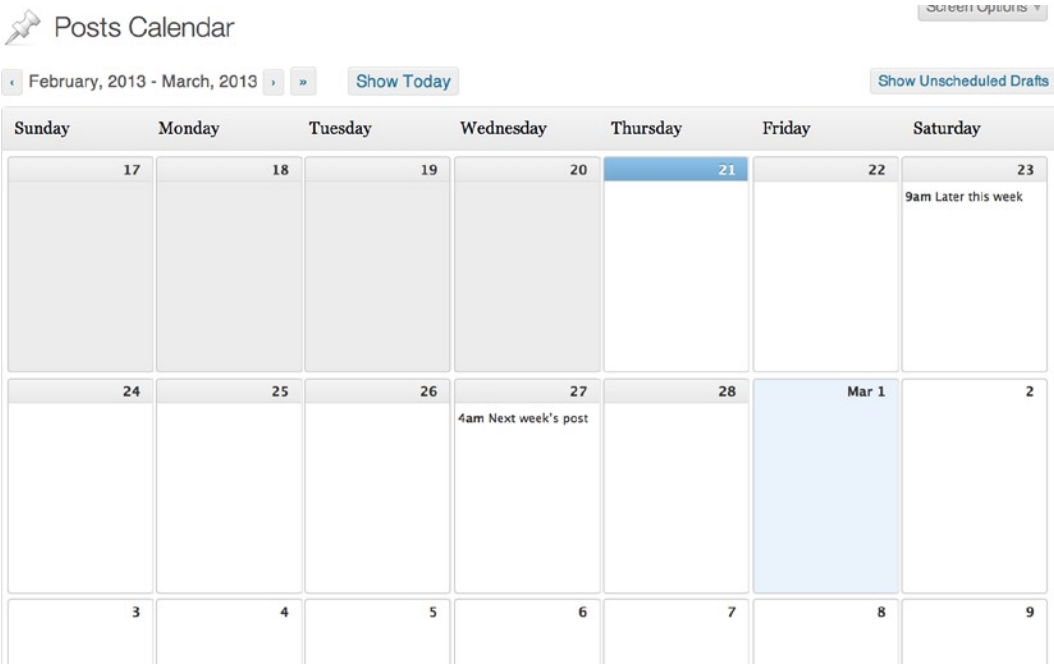 Screen Options
Posts Calendar
‹ February, 2013 - March, 2013 › » Show Today Show Unscheduled Drafts
Sunday Monday Tuesday Wednesday Thursday Friday Saturday
17 18 19 20 21 22 23
9am Later this week
24 25 26 27 28 Mar 1 2
4am Next week's post
3 4 5 6 7 8 9